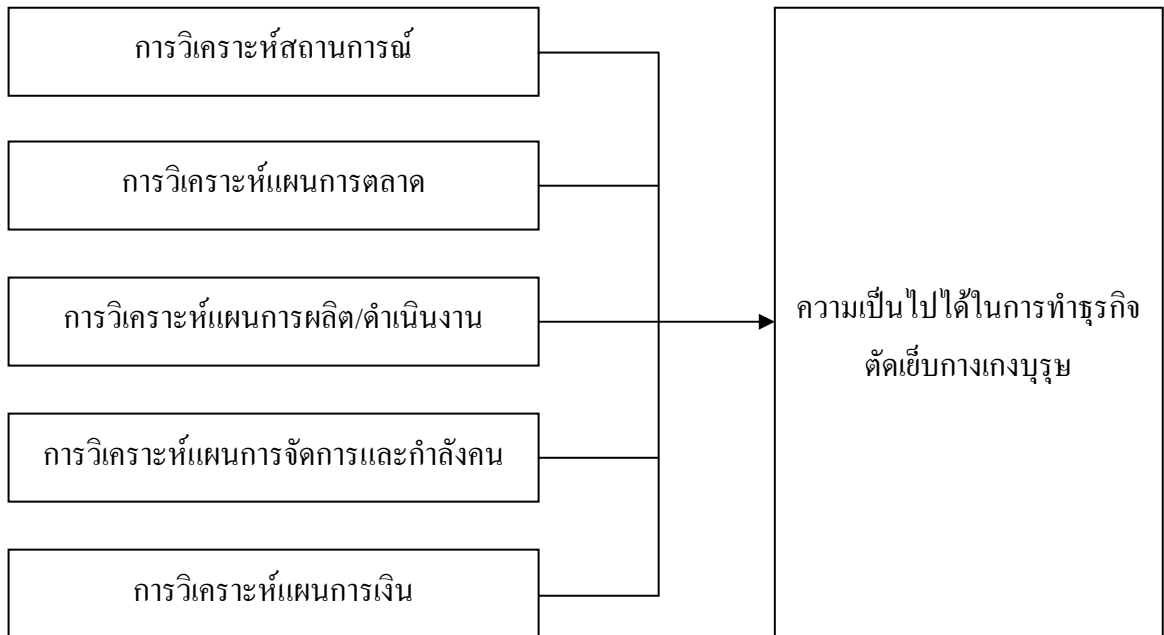 การวิเคราะห์สถานการณ์
การวิเคราะห์แผนการตลาด
การวิเคราะห์แผนการผลิต/ดำเนินงาน
การวิเคราะห์แผนการจัดการและกำลังคน
การวิเคราะห์แผนการเงิน
ความเป็นไปได้ในการทำธุรกิจ
ตัดเย็บกางเกงบุรุษ